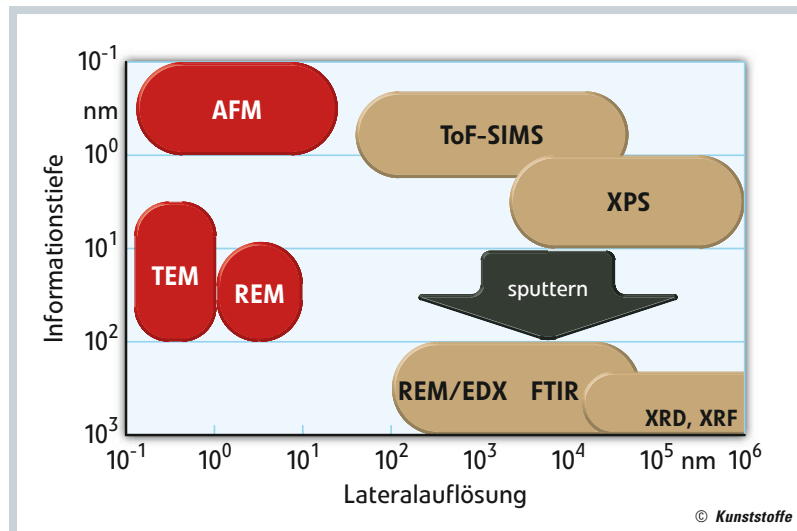 10-1
nm
AFM
ToF-SIMS
100
XPS
Informationstiefe
101
TEM
REM
sputtern
102
REM/EDX FTIR
XRD, XRF
103
10-1 100 101 102 103 104 105 nm 106
Lateralauflösung
© Kunststoffe